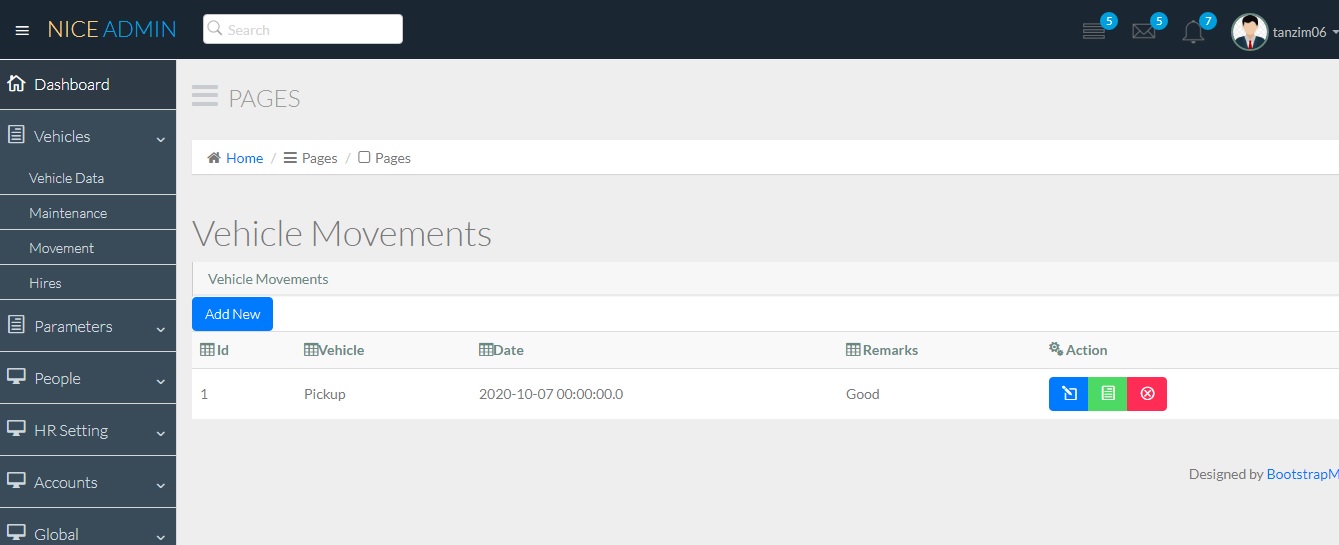 NICE ADMIN
Search
5
5
7
tanzim06
Dashboard
Vehicles
Vehicle Data
Maintenance
Movement
Hires
Parameters
People
HR Setting
Accounts
Global
PAGES
Home / Pages / Pages
Vehicle Movements
Vehicle Movements
Add New
Id Vehicle Date Remarks Action
1 Pickup 2020-10-07 00:00:00.0 Good
Designed by BootstrapM